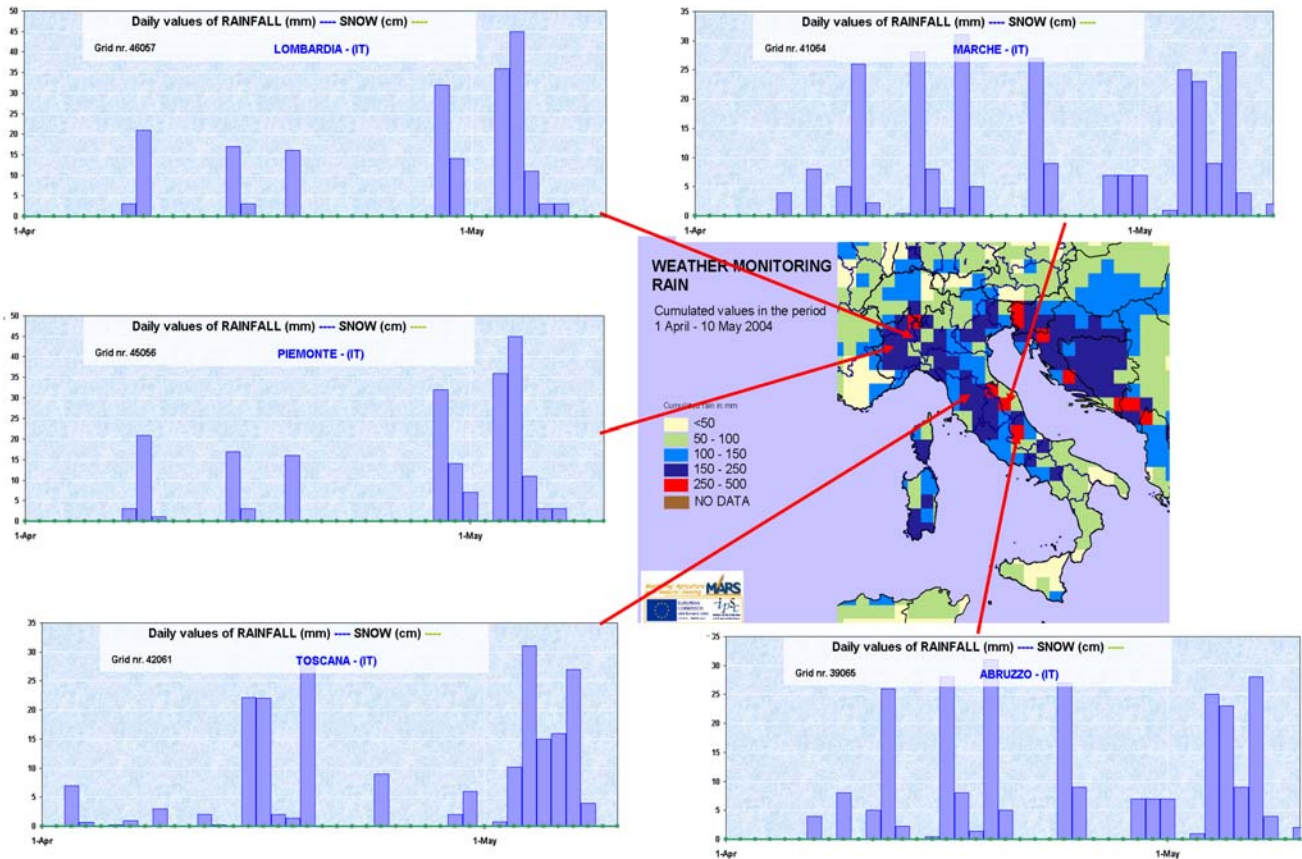 Daily values of RAINFALL (mm) ---- SNOW (cm) ----
Grid nr. 46057
LOMBARDIA - (IT)
50
45
40
35
30
25
20
15
10
5
0
1-Apr
1-May
Daily values of RAINFALL (mm) ---- SNOW (cm) ----
Grid nr. 41064
MARCHE - (IT)
35
30
25
20
15
10
5
0
1-Apr
1-May
Daily values of RAINFALL (mm) ---- SNOW (cm) ----
Grid nr. 45056
PIEMONTE - (IT)
50
45
40
35
30
25
20
15
10
5
0
1-Apr
1-May
WEATHER MONITORING
RAIN
Cumulated values in the period
1 April - 10 May 2004
Cumulated rain in mm
<50
50 - 100
100 - 150
150 - 250
250 - 500
NO DATA
MARS
EUROPEAN
COMMISSION
ipsc
Daily values of RAINFALL (mm) ---- SNOW (cm) ----
Grid nr. 42061
TOSCANA - (IT)
35
30
25
20
15
10
5
0
1-Apr
1-May
Daily values of RAINFALL (mm) ---- SNOW (cm) ----
Grid nr. 39065
ABRUZZO - (IT)
35
30
25
20
15
10
5
0
1-Apr
1-May